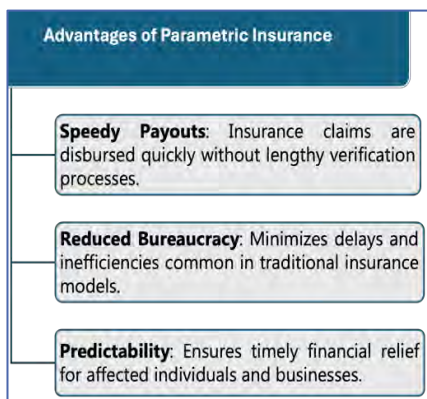 Advantages of Parametric Insurance
Speedy Payouts: Insurance claims are
disbursed quickly without lengthy verification
processes.
Reduced Bureaucracy: Minimizes delays and
inefficiencies common in traditional insurance
models.
Predictability: Ensures timely financial relief
for affected individuals and businesses.